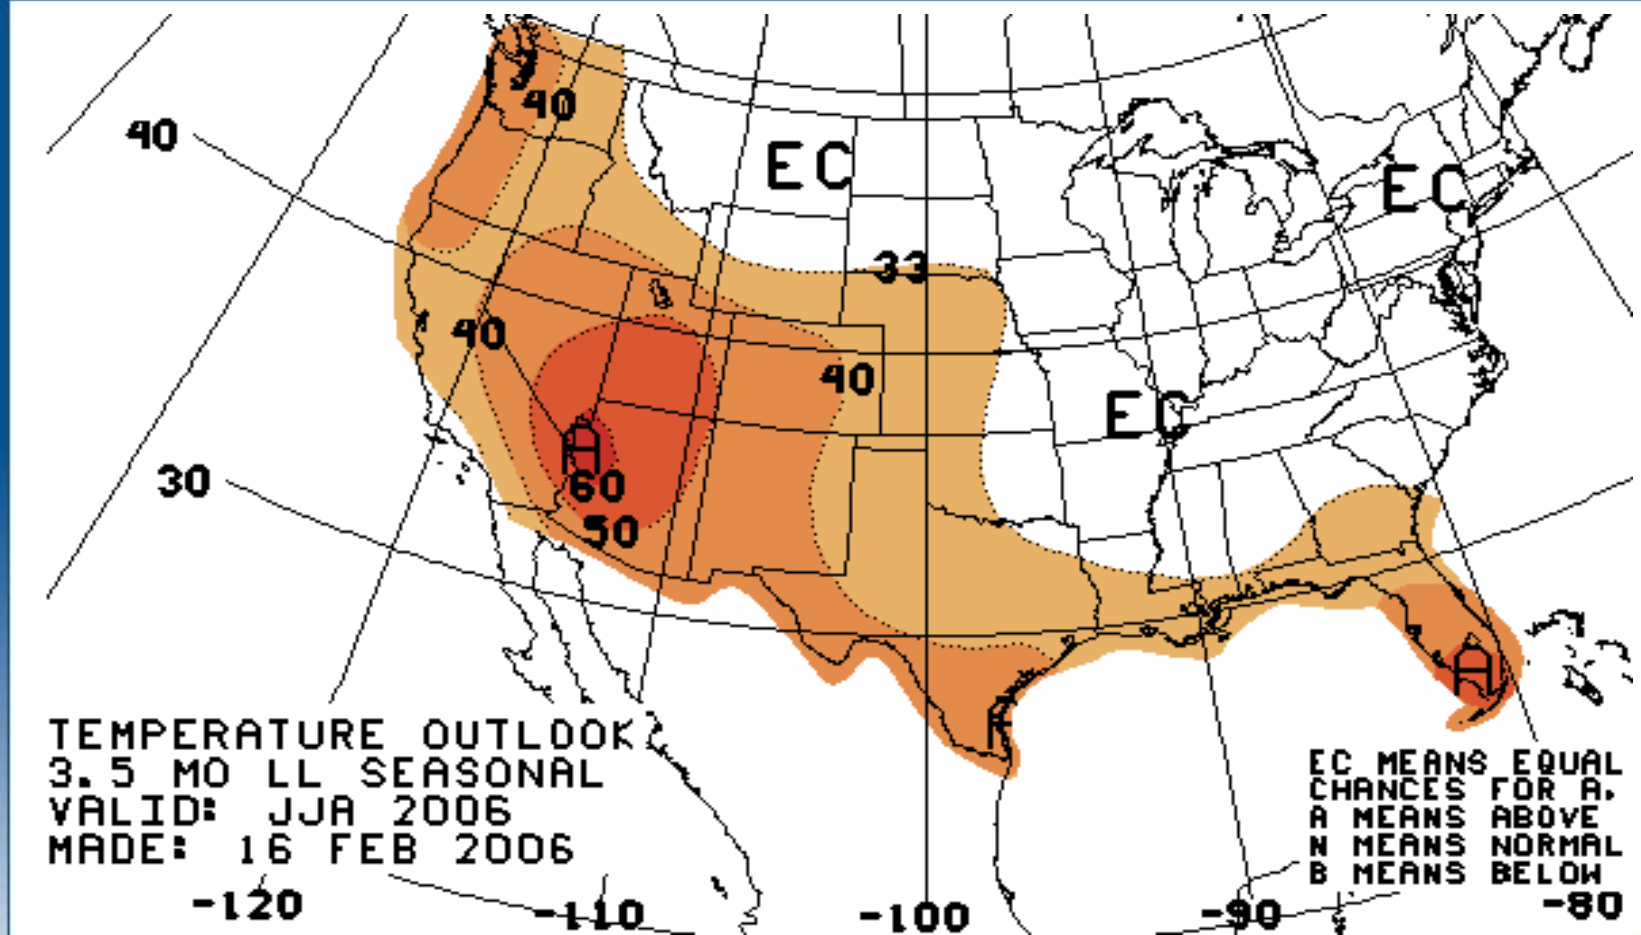 40
EC
EC
40
33
40
40
EC
A
30
60
50
A
TEMPERATURE OUTLOOK
3.5 MO LL SEASONAL
VALID: JJA 2006
MADE: 16 FEB 2006
EC MEANS EQUAL
CHANCES FOR A,
A MEANS ABOVE
N MEANS NORMAL
B MEANS BELOW
-120
-110
-100
-90
-80